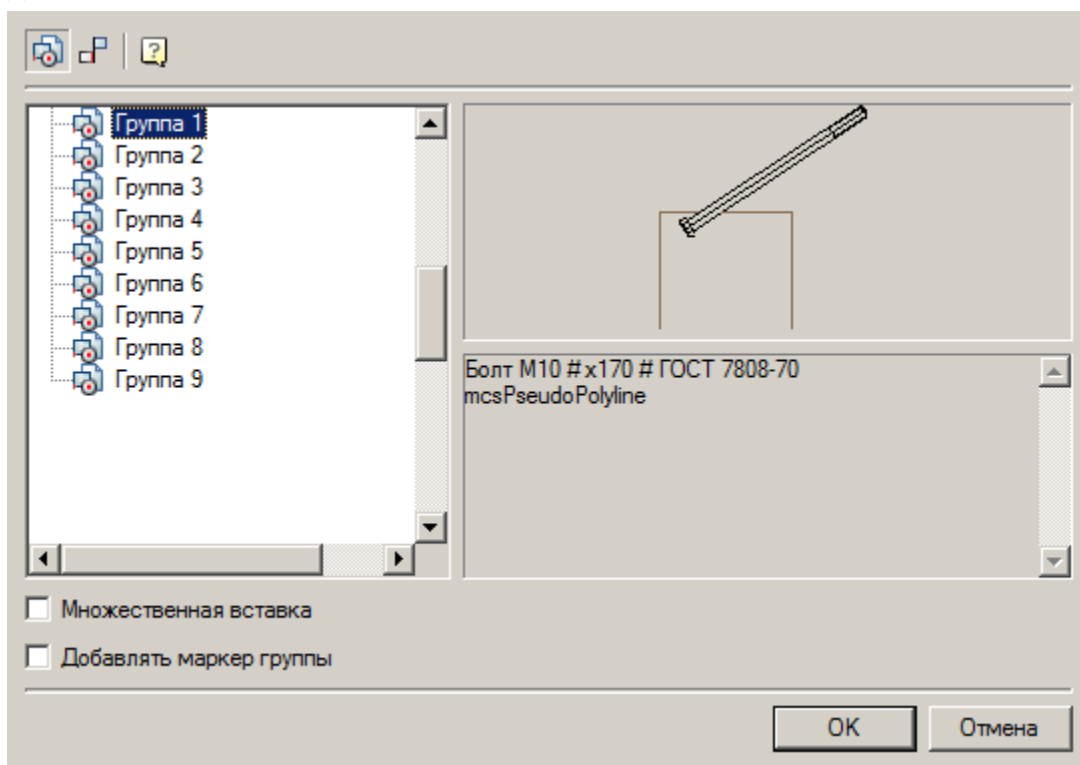 Группа 1
Группа 2
Группа 3
Группа 4
Группа 5
Группа 6
Группа 7
Группа 8
Группа 9
Болт М10 # x170 # ГОСТ 7808-70
mcsPseudoPolyline
Множественная вставка
Добавлять маркер группы
OK
Отмена